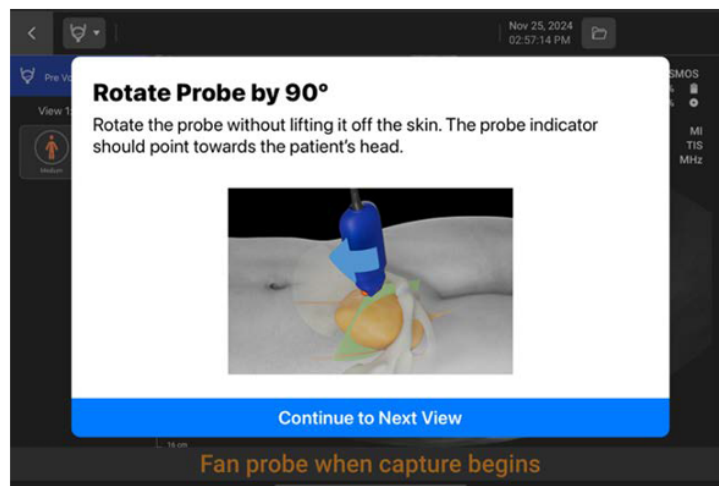 Nov 25, 2024
02:57:14 PM
Pre Vo
SMOS
%
%
View 1:
MI
TIS
MHz
Medium
Rotate Probe by 90°
Rotate the probe without lifting it off the skin. The probe indicator
should point towards the patient's head.
Continue to Next View
16 cm
Fan probe when capture begins